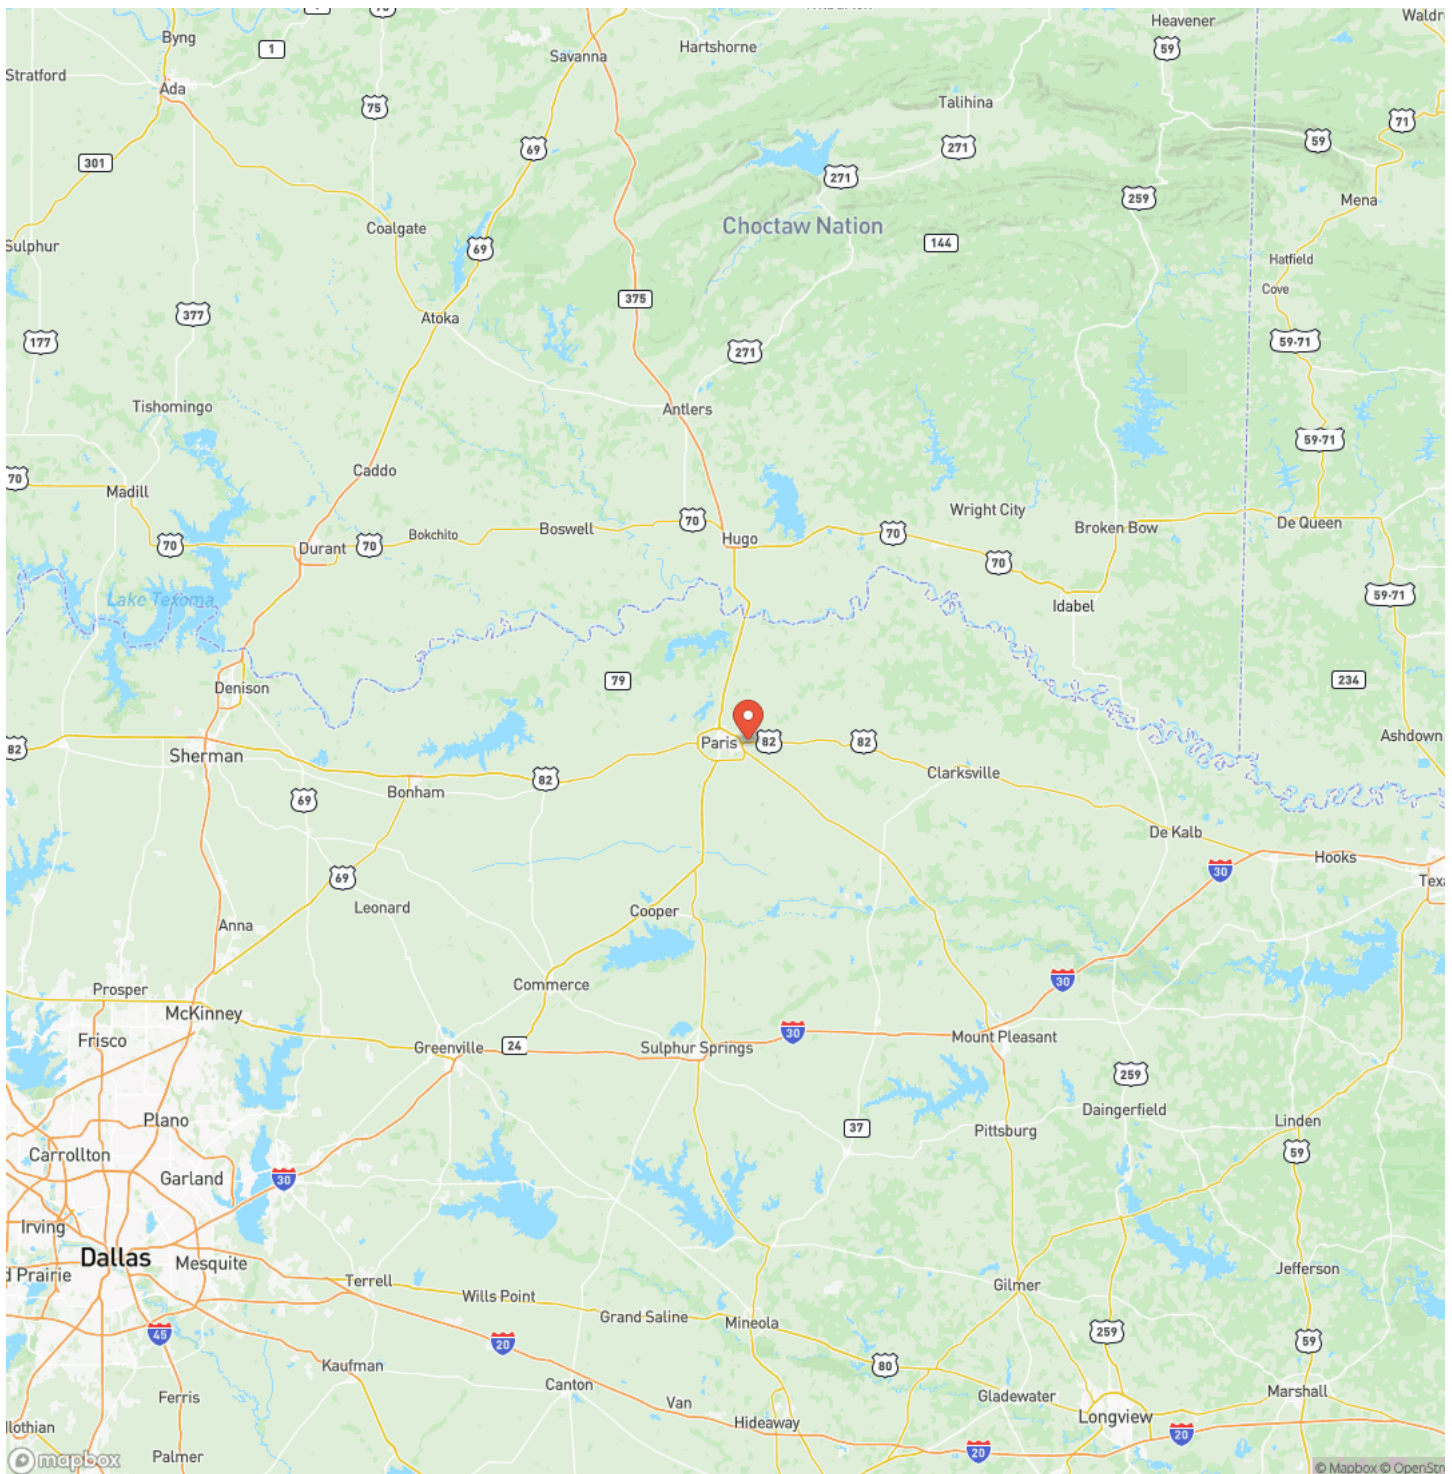 Wilburton
Heavener
Byng
1
Savanna
Hartshorne
59
Stratford
Ada
75
Talihina
71
69
271
59
301
271
259
Mena
Coalgate
Choctaw Nation
Sulphur
69
144
Hatfield
Cove
375
377
Atoka
177
271
59-71
Tishomingo
Antlers
59-71
Caddo
70
Madill
Wright City
70
Boswell
Broken Bow
De Queen
Bokchito
Hugo
70
70
Durant
70
70
Lake Texoma
Idabel
59-71
79
234
Denison
82
Paris
82
82
Ashdown
Sherman
Clarksville
82
Bonham
69
De Kalb
Hooks
30
69
Leonard
Cooper
Anna
Commerce
30
Prosper
McKinney
Frisco
24
30
Greenville
Sulphur Springs
Mount Pleasant
259
Daingerfield
Plano
37
Pittsburg
Linden
Carrollton
59
Garland
30
Irving
Dallas
Mesquite
d Prairie
Terrell
Jefferson
Gilmer
Wills Point
Grand Saline
Mineola
45
20
259
59
Kaufman
80
Canton
Ferris
Van
Gladewater
Marshall
Hideaway
Longview
llothian
20
20
Palmer
mapbox
© Mapbox © OpenStre